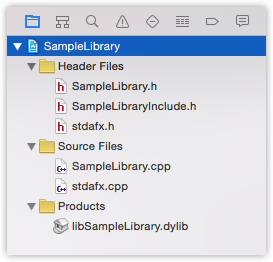 SampleLibrary
Header Files
h SampleLibrary.h
h SampleLibraryInclude.h
h stdafx.h
Source Files
C++ SampleLibrary.cpp
C++ stdafx.cpp
Products
libSampleLibrary.dylib